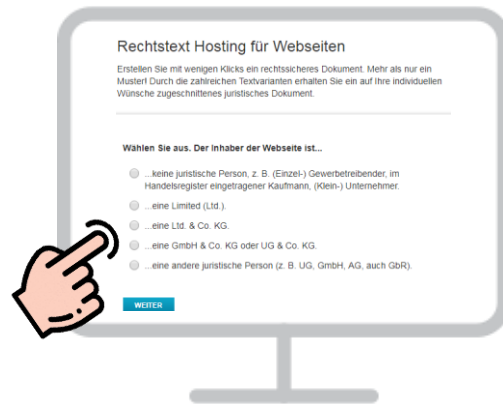 Rechtstext Hosting für Webseiten
Erstellen Sie mit wenigen Klicks ein rechtssicheres Dokument. Mehr als nur ein
Muster! Durch die zahlreichen Textvarianten erhalten Sie ein auf Ihre individuellen
Wünsche zugeschnittenes juristisches Dokument.
Wählen Sie aus. Der Inhaber der Webseite ist...
...keine juristische Person, z. B. (Einzel-) Gewerbetreibender, im
Handelsregister eingetragener Kaufmann, (Klein-) Unternehmer.
...eine Limited (Ltd.).
...eine Ltd. & Co. KG.
...eine GmbH & Co. KG oder UG & Co. KG.
...eine andere juristische Person (z. B. UG, GmbH, AG, auch GbR).
WEITER